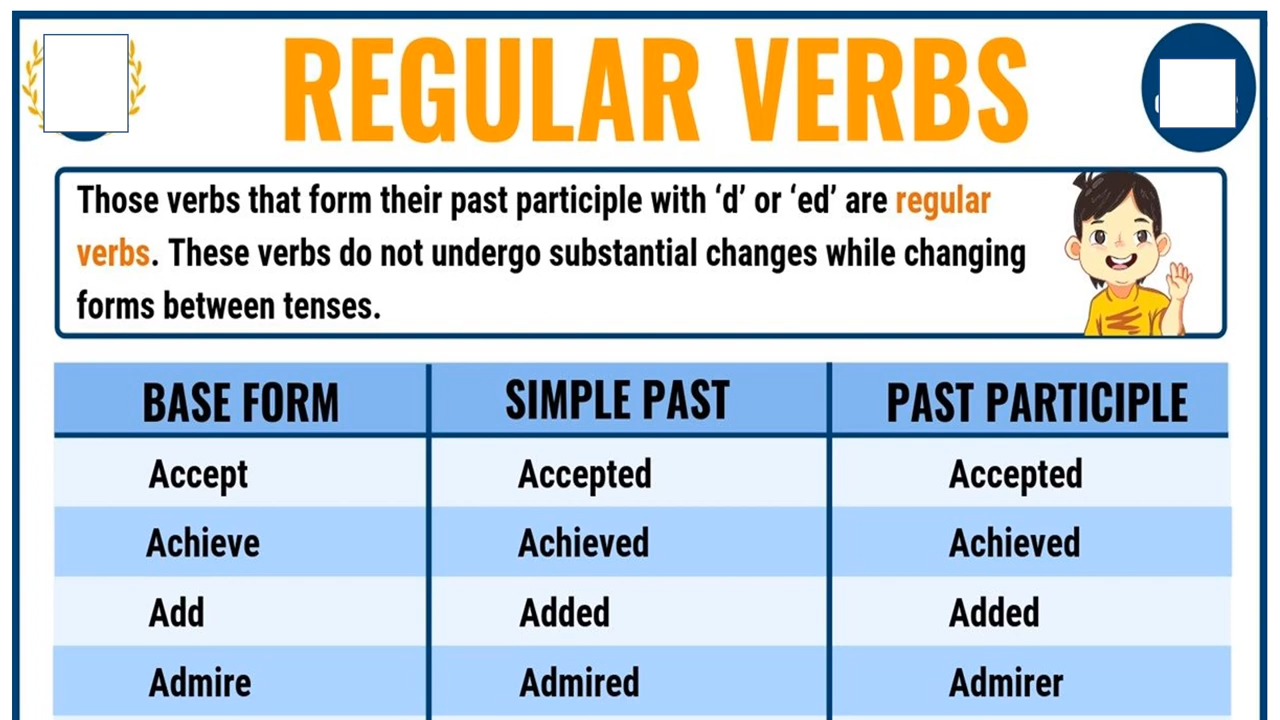 REGULAR VERBS
Those verbs that form their past participle with ‘d’ or ‘ed’ are regular
verbs. These verbs do not undergo substantial changes while changing
forms between tenses.
BASE FORM SIMPLE PAST PAST PARTICIPLE
Accept Accepted Accepted
Achieve Achieved Achieved
Add Added Added
Admire Admired Admirer